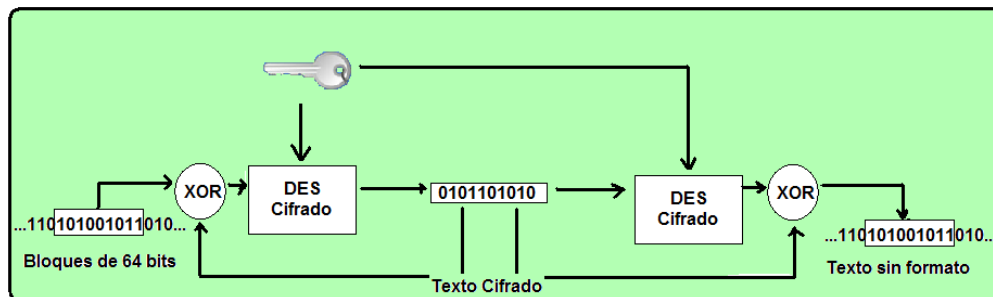 XOR
DES
Cifrado
0101101010
DES
Cifrado
XOR
...110101001011010...
...110101001011010...
Bloques de 64 bits
Texto Cifrado
Texto sin formato